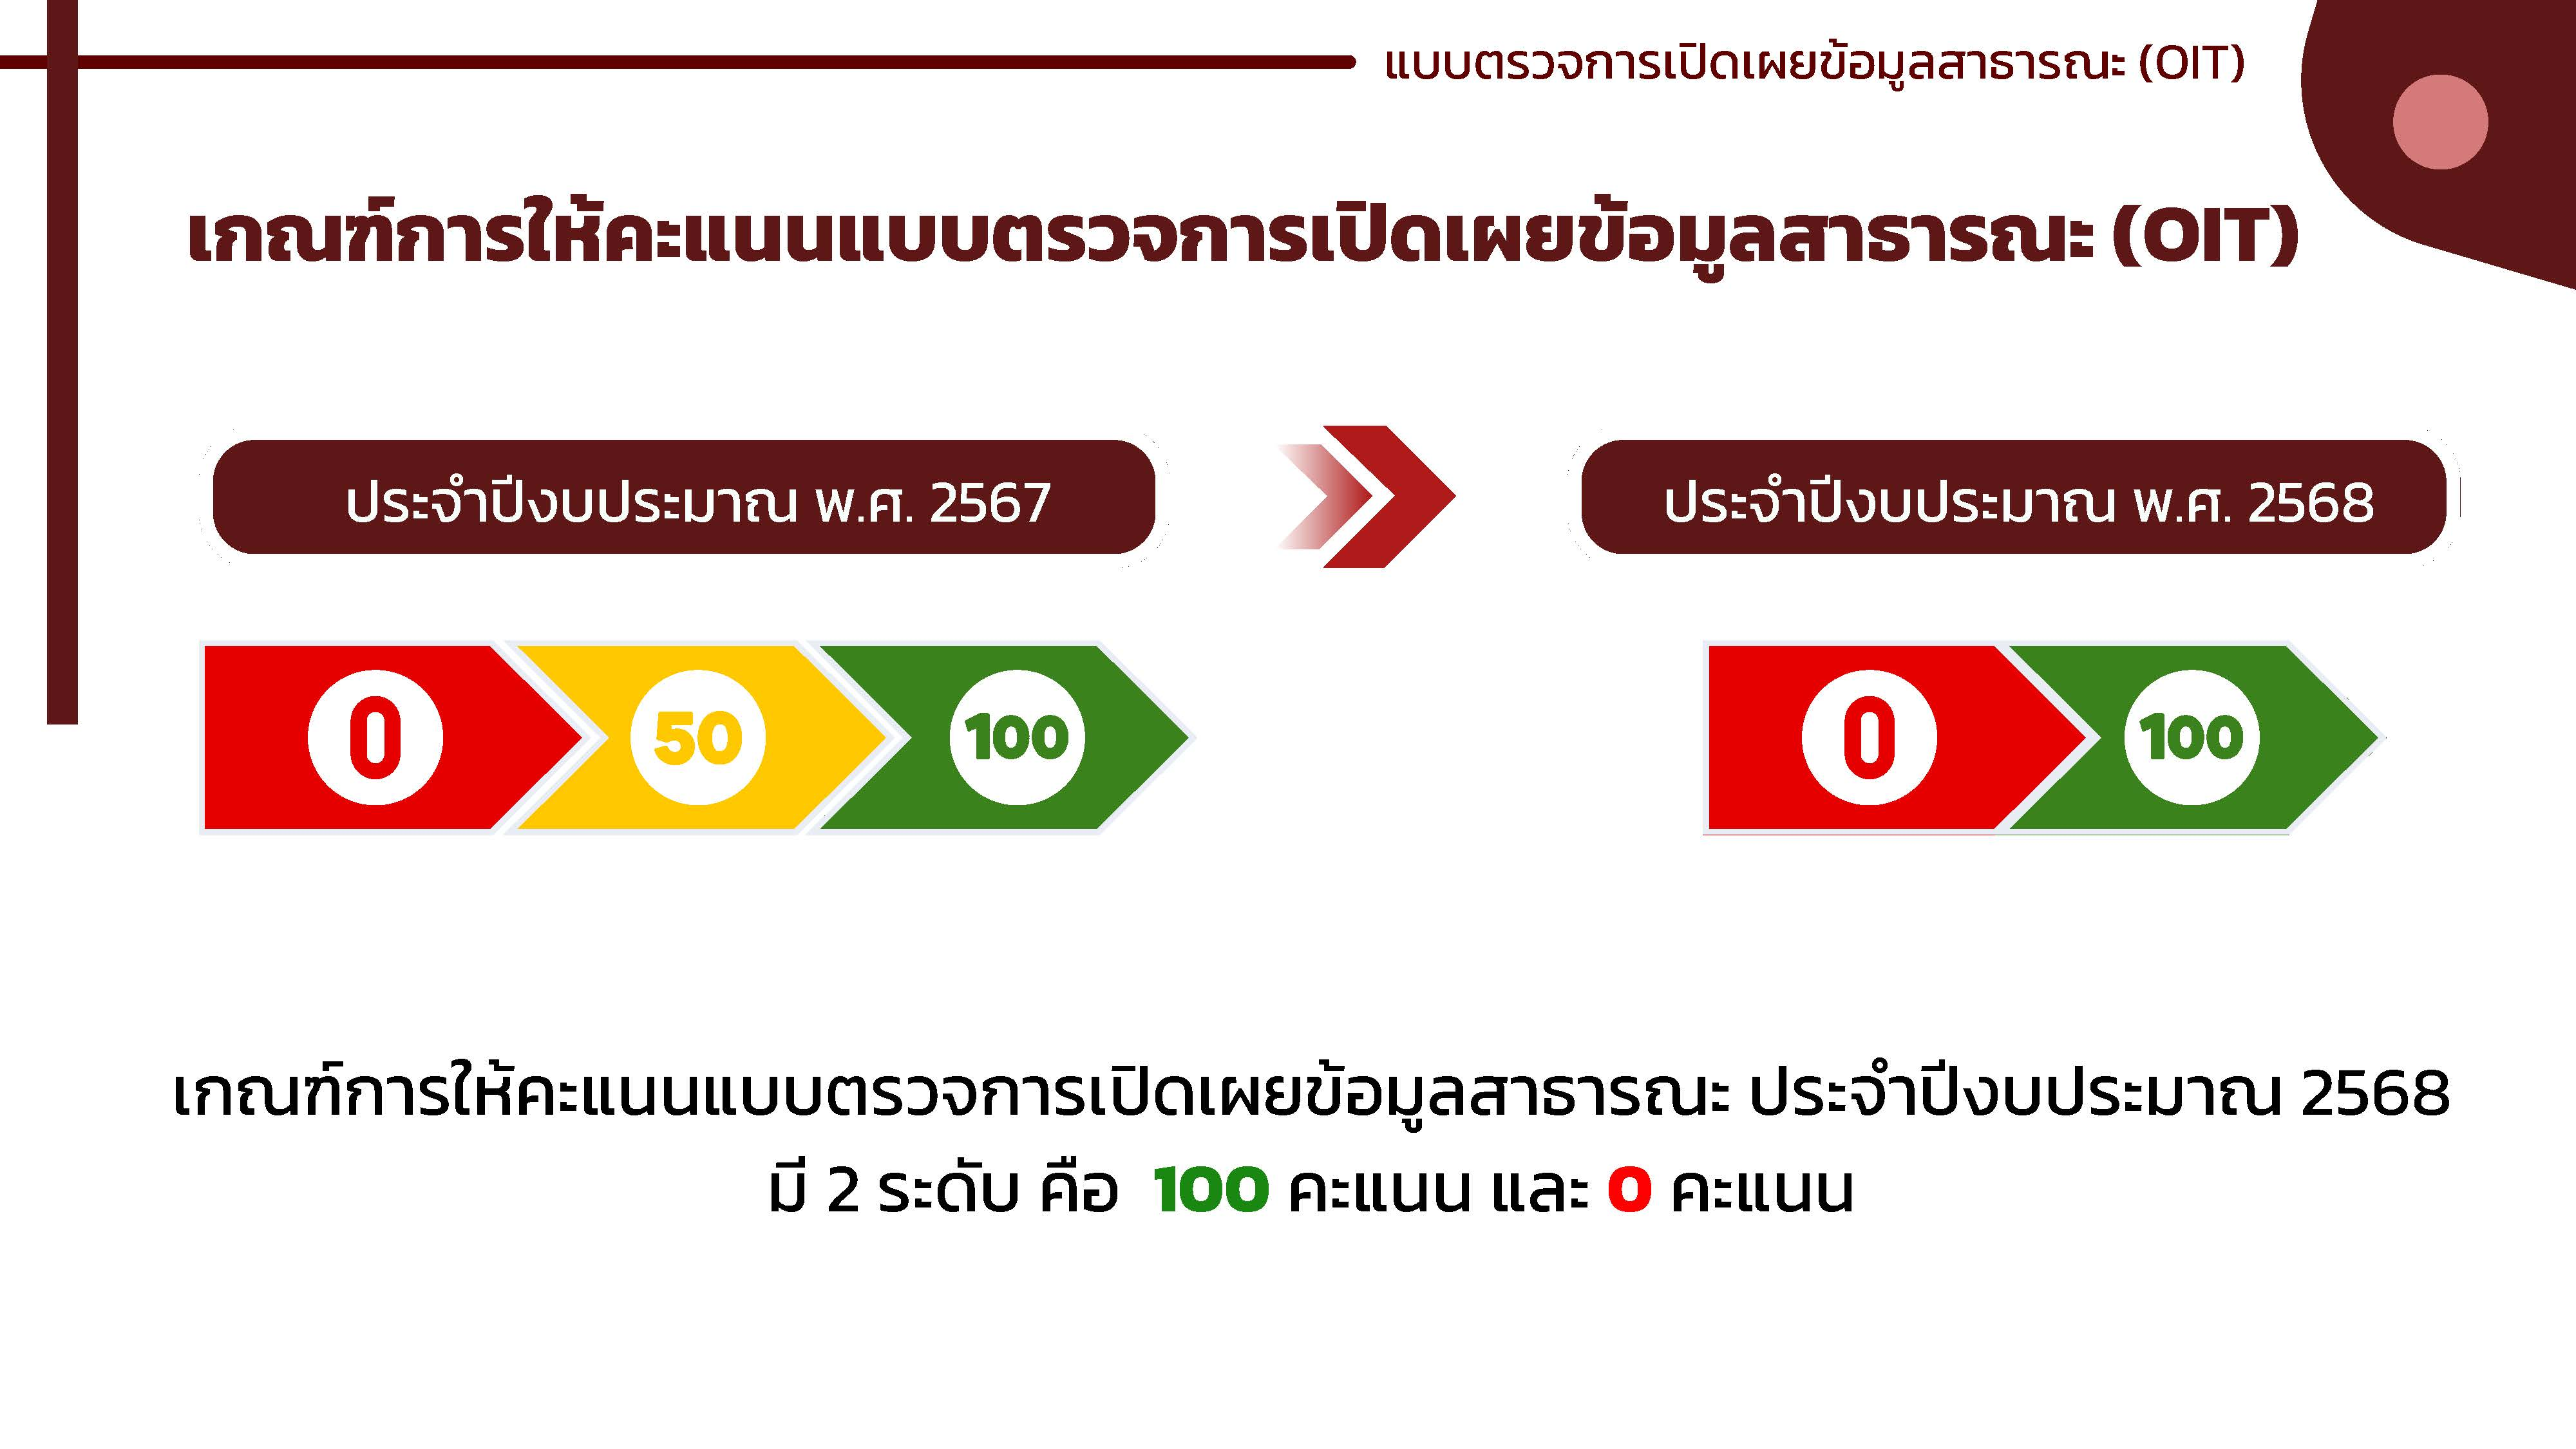 แบบตรวจการเปิดเผยข้อมูลสาธารณะ (OIT)
เกณฑ์การให้คะแนนแบบตรวจการเปิดเผยข้อมูลสาธารณะ (OIT)
ประจำปีงบประมาณ พ.ศ. 2567
ประจำปีงบประมาณ พ.ศ. 2568
0 50 100
0 100
เกณฑ์การให้คะแนนแบบตรวจการเปิดเผยข้อมูลสาธารณะ ประจำปีงบประมาณ 2568
มี 2 ระดับ คือ 100 คะแนน และ 0 คะแนน